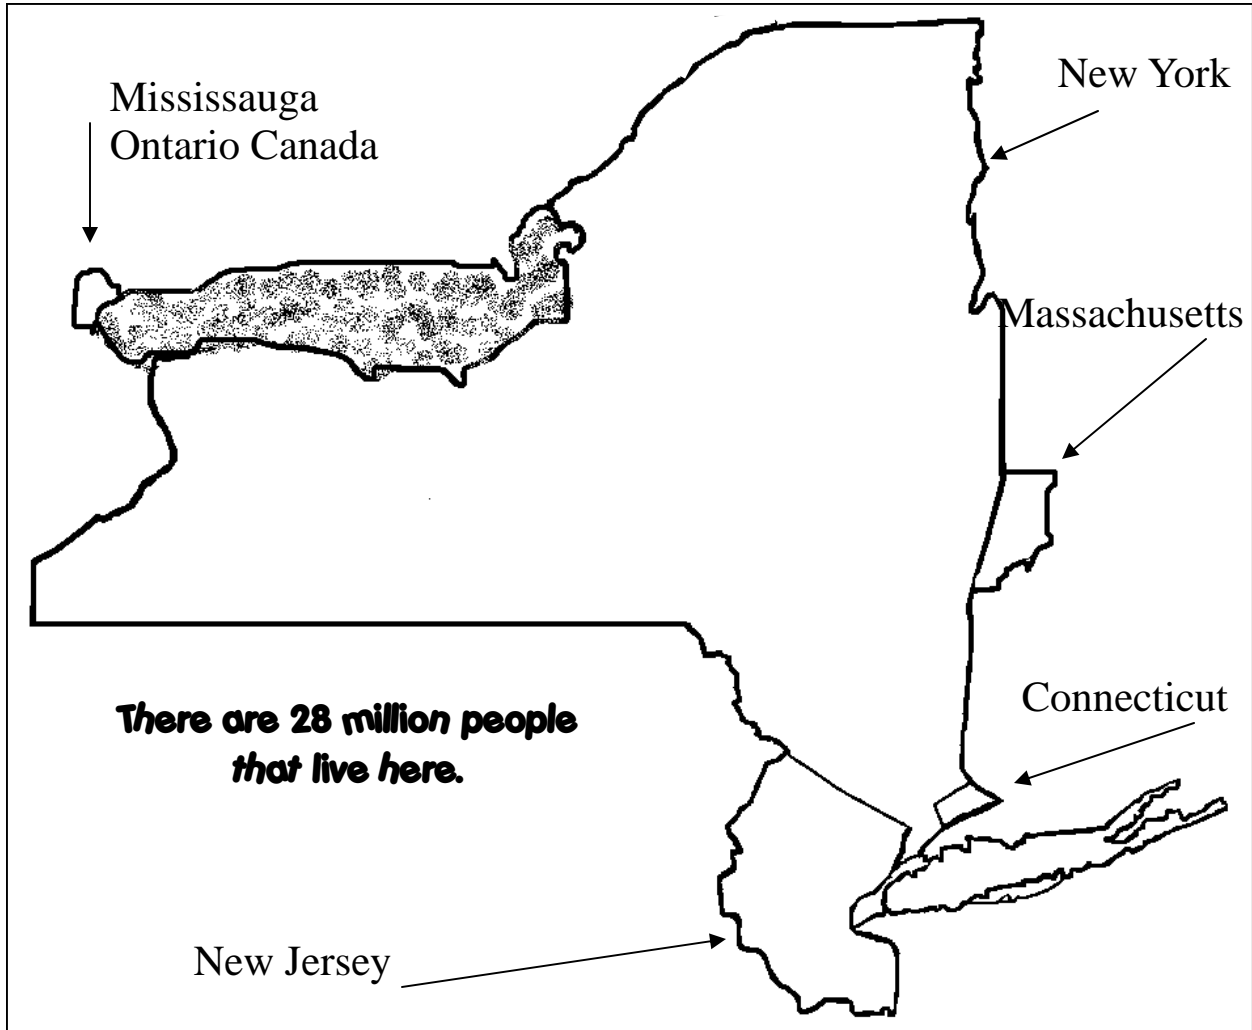 Mississauga
Ontario Canada
New York
Massachusetts
Connecticut
There are 28 million people
that live here.
New Jersey